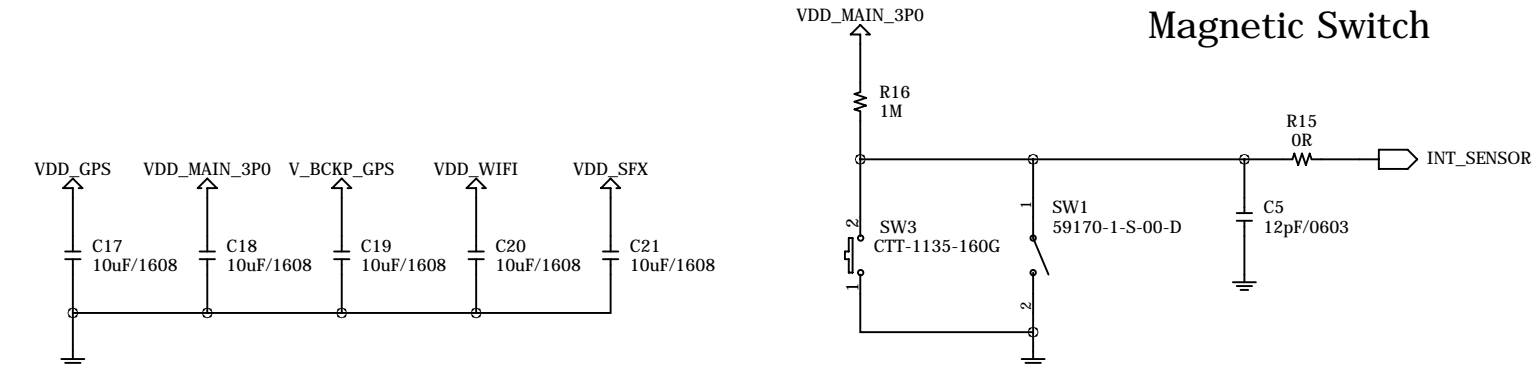 VDD_MAIN_3P0
Magnetic Switch
R16
1M
R15
0R
INT_SENSOR
VDD_GPS
VDD_MAIN_3P0
V_BCKP_GPS
VDD_WIFI
VDD_SFX
C17
10uF/1608
C18
10uF/1608
C19
10uF/1608
C20
10uF/1608
C21
10uF/1608
2
SW3
CTT-1135-160G
1
1
SW1
59170-1-S-00-D
2
C5
12pF/0603